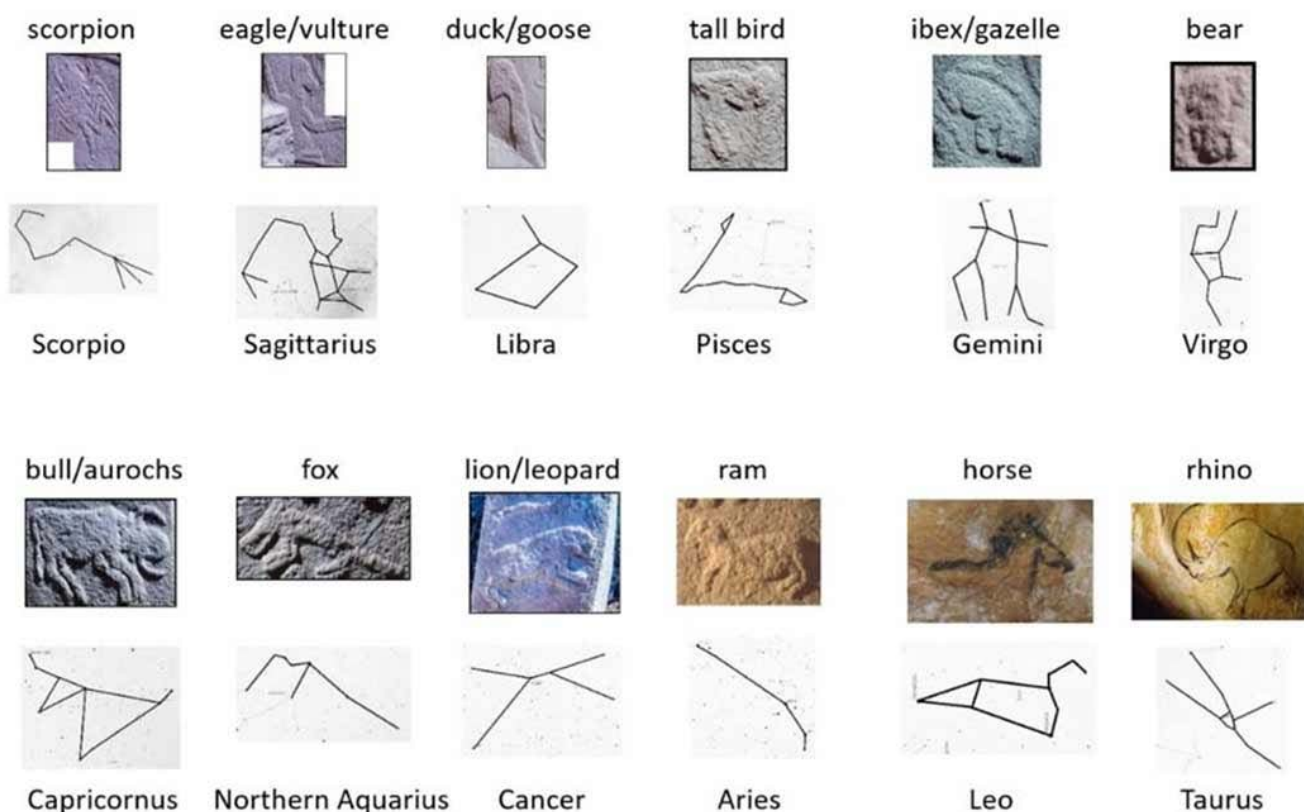 scorpion eagle/vulture duck/goose tall bird ibex/gazelle bear
Scorpio Sagittarius Libra Pisces Gemini Virgo
bull/aurochs fox lion/leopard ram horse rhino
Capricornus Northern Aquarius Cancer Aries Leo Taurus